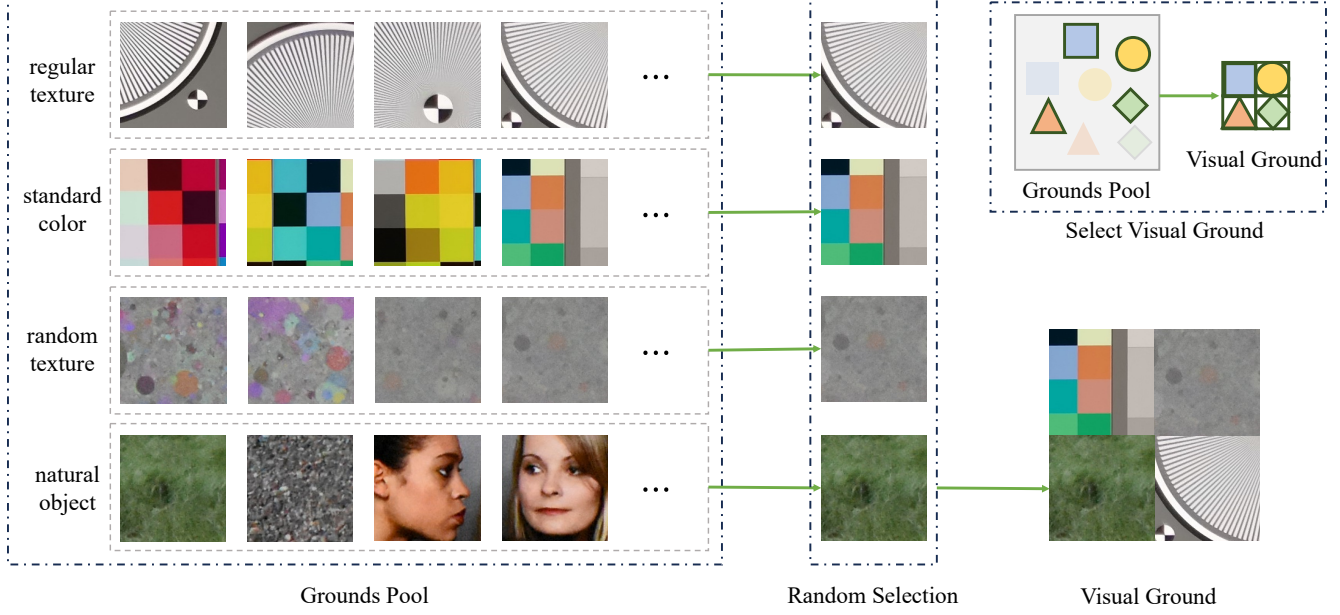 regular
texture
...
standard
color
...
random
texture
...
natural
object
...
Grounds Pool
Random Selection
Visual Ground
Grounds Pool
Visual Ground
Select Visual Ground